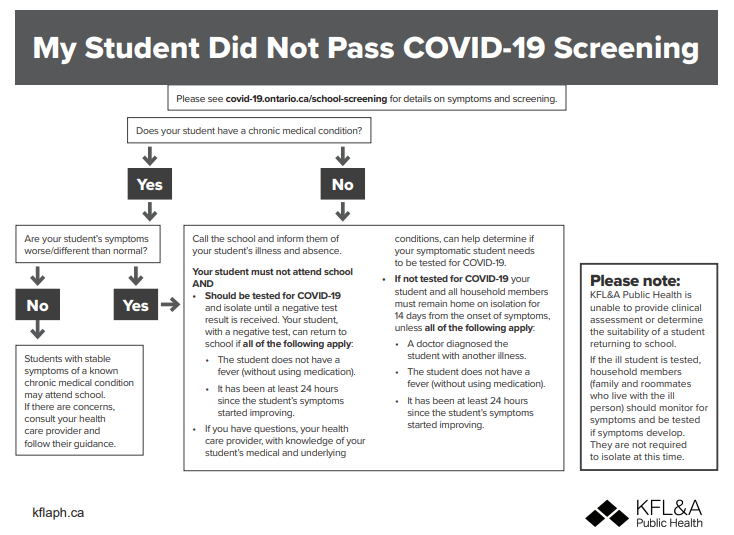 My Student Did Not Pass COVID-19 Screening
Please see covid-19.ontario.ca/school-screening for details on symptoms and screening.
Does your student have a chronic medical condition?
Yes
No
Are your student's symptoms
worse/different than normal?
No
Yes
Students with stable
symptoms of a known
chronic medical condition
may attend school.
If there are concerns,
consult your health
care provider and
follow their guidance.
Call the school and inform them of
your student's illness and absence.
Your student must not attend school
AND
• Should be tested for COVID-19
and isolate until a negative test
result is received. Your student,
with a negative test, can return to
school if all of the following apply:
• The student does not have a
fever (without using medication).
• It has been at least 24 hours
since the student's symptoms
started improving.
• If you have questions, your health
care provider, with knowledge of your
student's medical and underlying
conditions, can help determine if
your symptomatic student needs
to be tested for COVID-19.
• If not tested for COVID-19 your
student and all household members
must remain home on isolation for
14 days from the onset of symptoms,
unless all of the following apply:
• A doctor diagnosed the
student with another illness.
• The student does not have a
fever (without using medication).
• It has been at least 24 hours
since the student's symptoms
started improving.
Please note:
KFL&A Public Health is
unable to provide clinical
assessment or determine
the suitability of a student
returning to school.
If the ill student is tested,
household members
(family and roommates
who live with the ill
person) should monitor for
symptoms and be tested
if symptoms develop.
They are not required
to isolate at this time.
kflaph.ca
KFL&A
Public Health